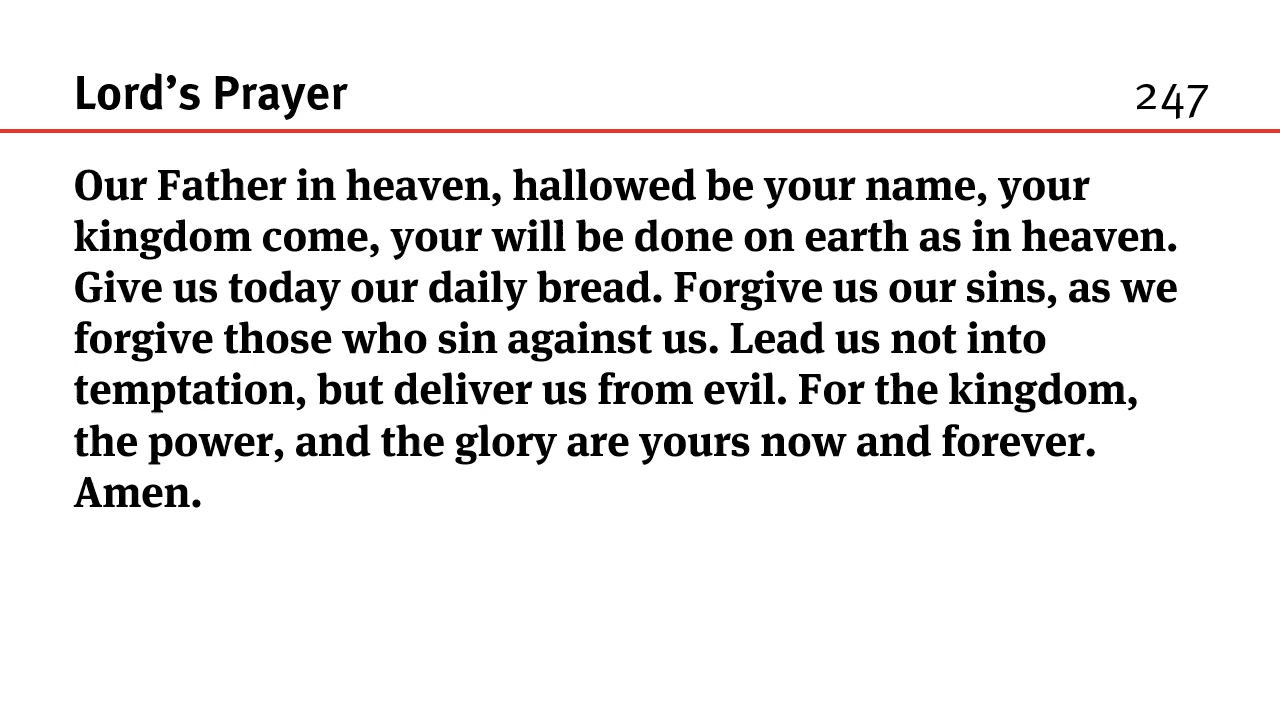 Lord’s Prayer 247
Our Father in heaven, hallowed be your name, your
kingdom come, your will be done on earth as in heaven.
Give us today our daily bread. Forgive us our sins, as we
forgive those who sin against us. Lead us not into
temptation, but deliver us from evil. For the kingdom,
the power, and the glory are yours now and forever.
Amen.